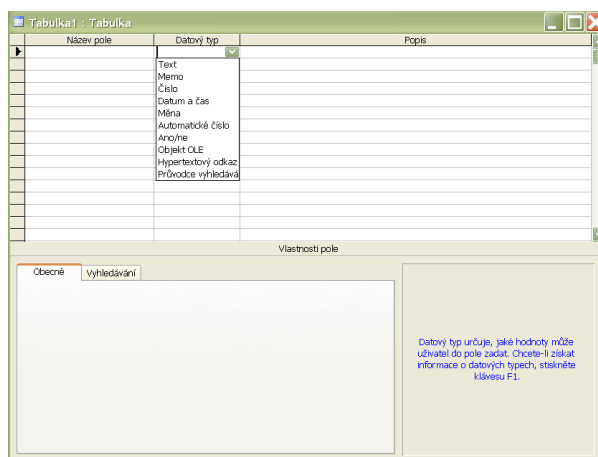 Tabulka1 : Tabulka
Název pole Datový typ Popis
Text
Memo
Číslo
Datum a čas
Měna
Automatické číslo
Ano/ne
Objekt OLE
Hypertextový odkaz
Průvodce vyhledává
Vlastnosti pole
Obecné Vyhledávání
Datový typ určuje, jaké hodnoty může
uživatel do pole zadat. Chcete-li získat
informace o datových typech, stiskněte
klávesu F1.